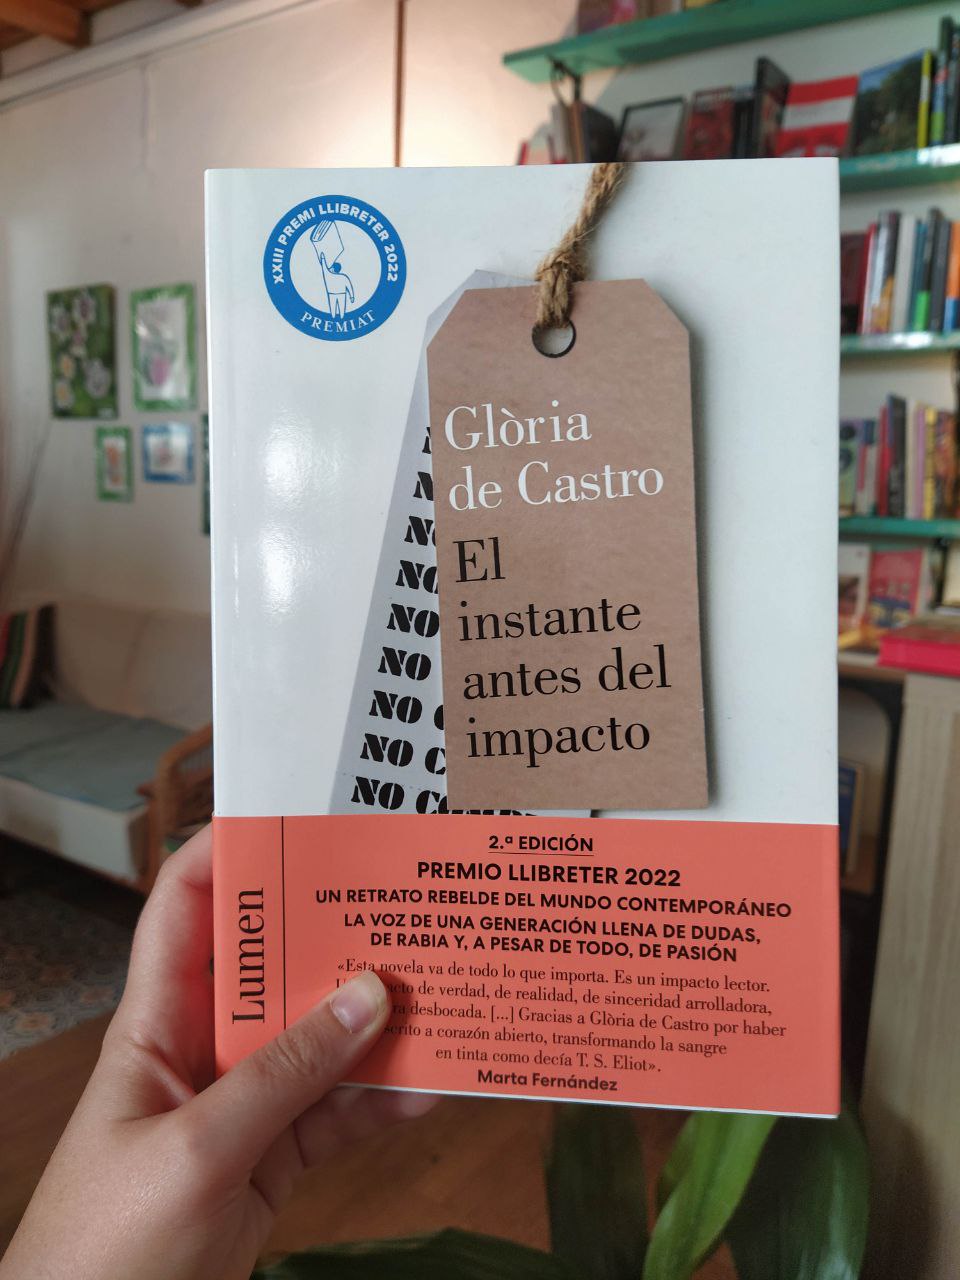 XXIII PREMI LLIBRETER 2022
PREMIAT
Glòria
de Castro
El
instante
antes del
impacto
NO
NO
NO
NO
NO
NO
NO
NO
2.ª EDICIÓN
PREMIO LLIBRETER 2022
UN RETRATO REBELDE DEL MUNDO CONTEMPORÁNEO
LA VOZ DE UNA GENERACIÓN LLENA DE DUDAS,
DE RABIA Y, A PESAR DE TODO, DE PASIÓN
«Esta novela va de todo lo que importa. Es un impacto lector.
de verdad, de realidad, de sinceridad arrolladora,
desbocada. [...] Gracias a Glòria de Castro por haber
a corazón abierto, transformando la sangre
en tinta como decía T. S. Eliot».
Marta Fernández
Lumen